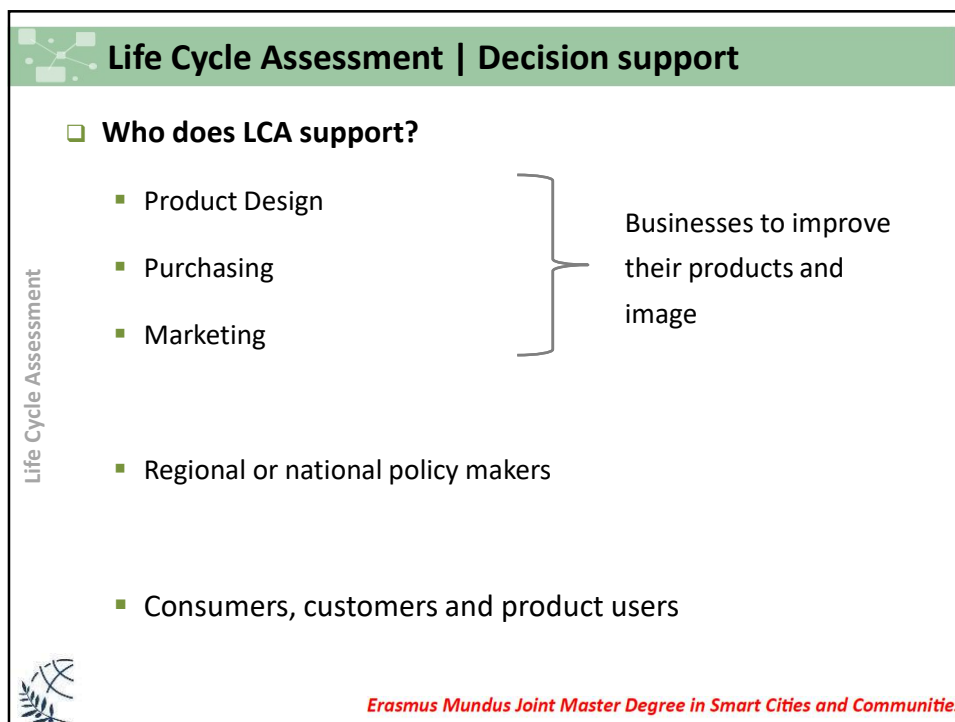 Life Cycle Assessment | Decision support
Who does LCA support?
Product Design
Purchasing
Marketing
Businesses to improve
their products and
image
Regional or national policy makers
Consumers, customers and product users
Life Cycle Assessment
Erasmus Mundus Joint Master Degree in Smart Cities and Communities